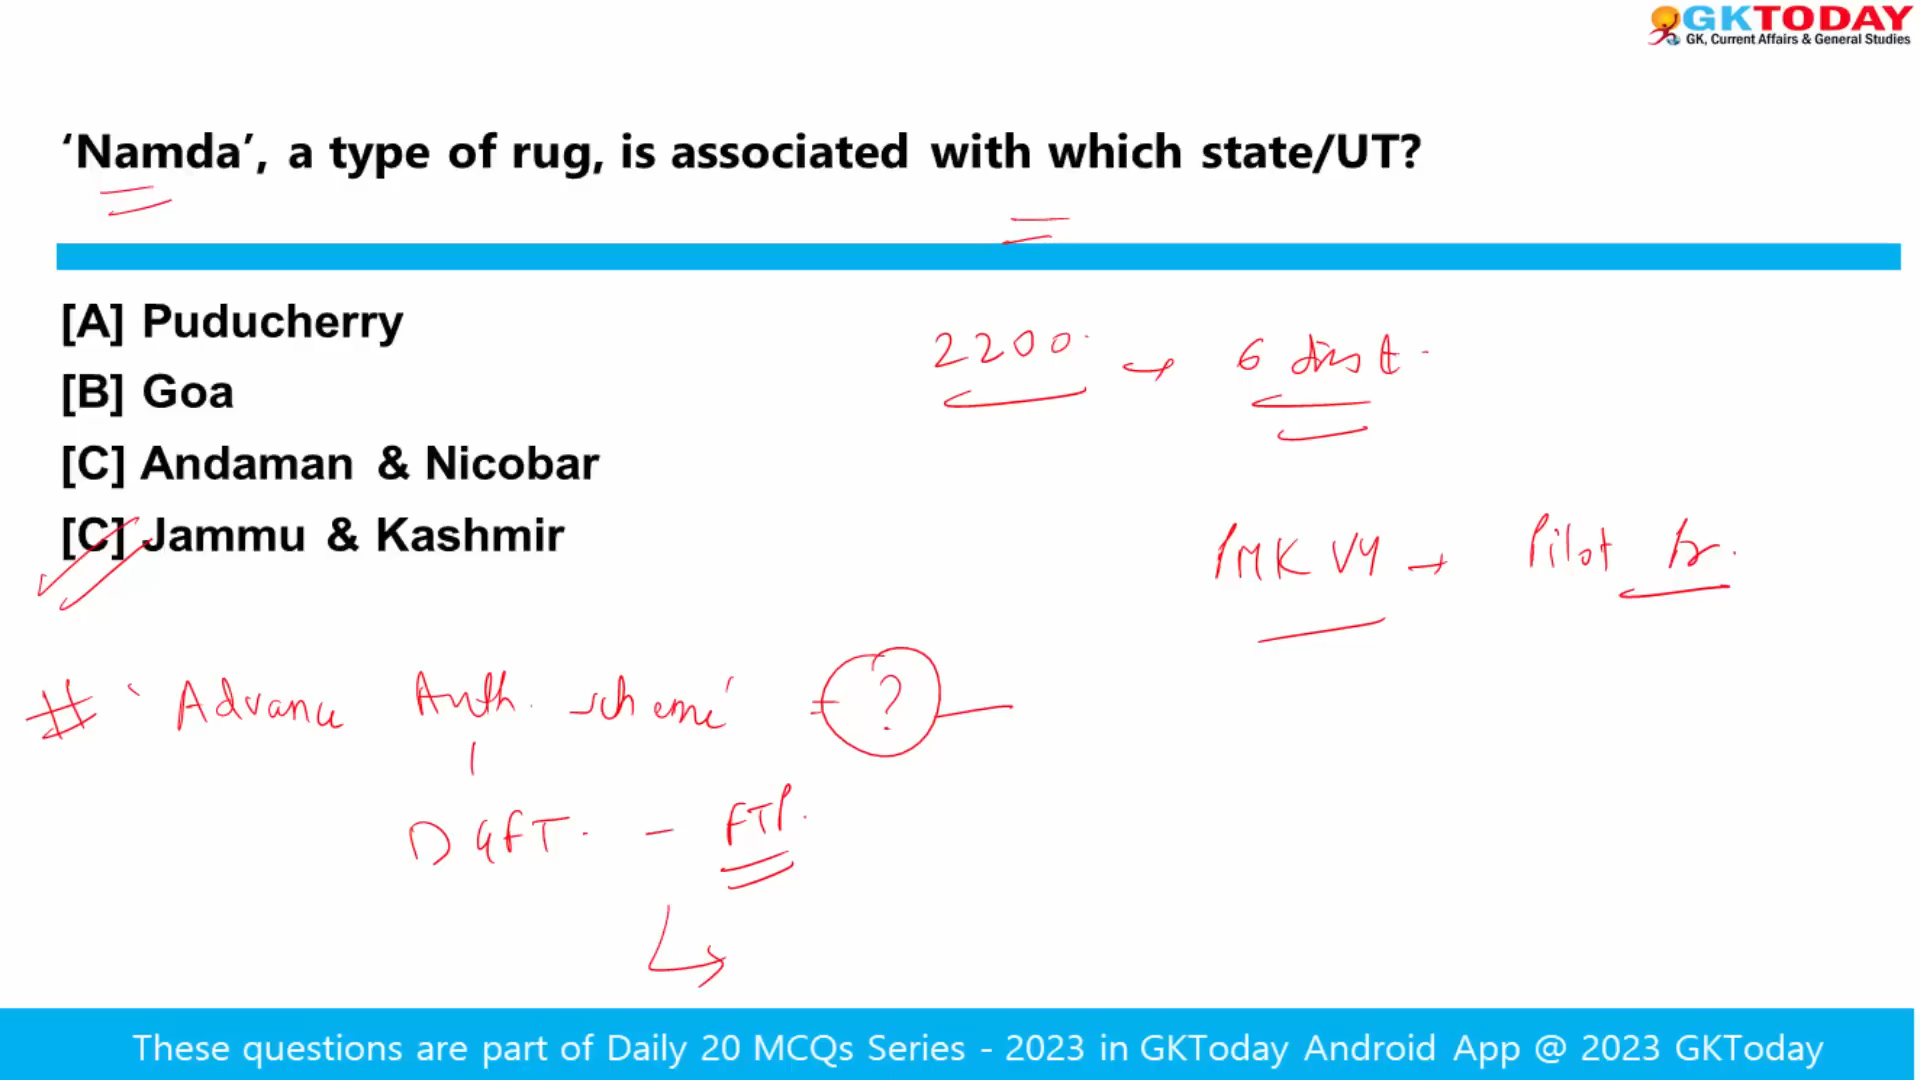 GKTODAY
GK, Current Affairs & General Studies
‘Namda’, a type of rug, is associated with which state/UT?
[A] Puducherry
[B] Goa
[C] Andaman & Nicobar
[C] Jammu & Kashmir
2200. → 6 dist.
PMKVY → Pilot Pr.
# 'Advance Auth. scheme' = ?
DGFT. - FTP.
These questions are part of Daily 20 MCQs Series - 2023 in GKToday Android App @ 2023 GKToday